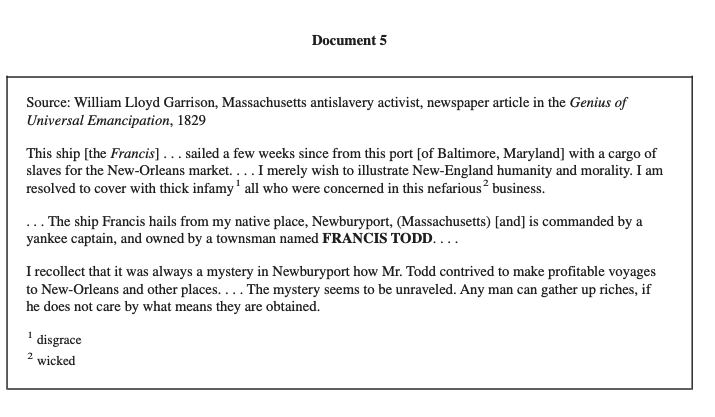 Document 5
Source: William Lloyd Garrison, Massachusetts antislavery activist, newspaper article in the Genius of
Universal Emancipation, 1829
This ship [the Francis] . . . sailed a few weeks since from this port [of Baltimore, Maryland] with a cargo of
slaves for the New-Orleans market. . . . I merely wish to illustrate New-England humanity and morality. I am
resolved to cover with thick infamy¹ all who were concerned in this nefarious² business.
. . . The ship Francis hails from my native place, Newburyport, (Massachusetts) [and] is commanded by a
yankee captain, and owned by a townsman named FRANCIS TODD. . . .
I recollect that it was always a mystery in Newburyport how Mr. Todd contrived to make profitable voyages
to New-Orleans and other places. . . . The mystery seems to be unraveled. Any man can gather up riches, if
he does not care by what means they are obtained.
¹ disgrace
² wicked